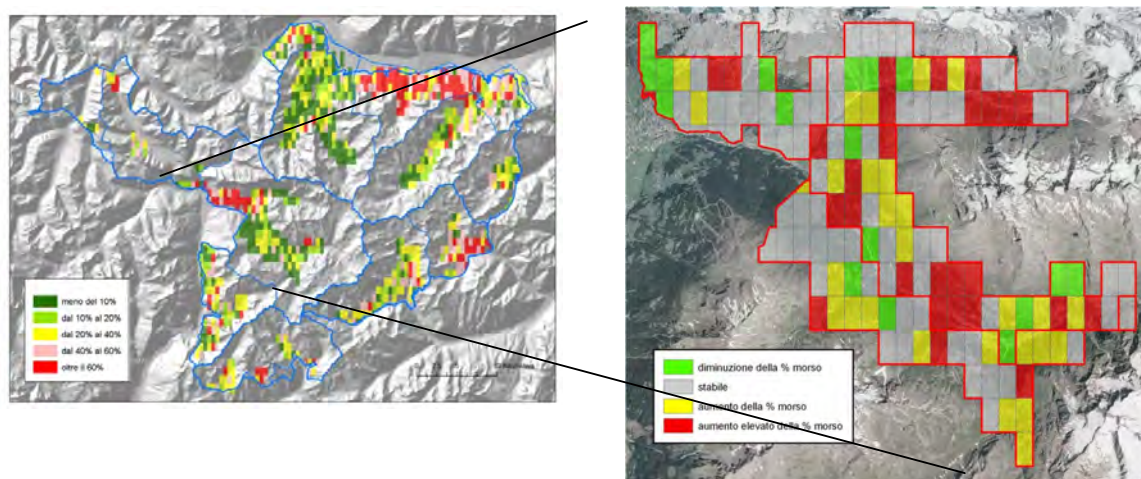 meno del 10%
dal 10% al 20%
dal 20% al 40%
dal 40% al 60%
oltre il 60%
diminuzione della % morso
stabile
aumento della % morso
aumento elevato della % morso